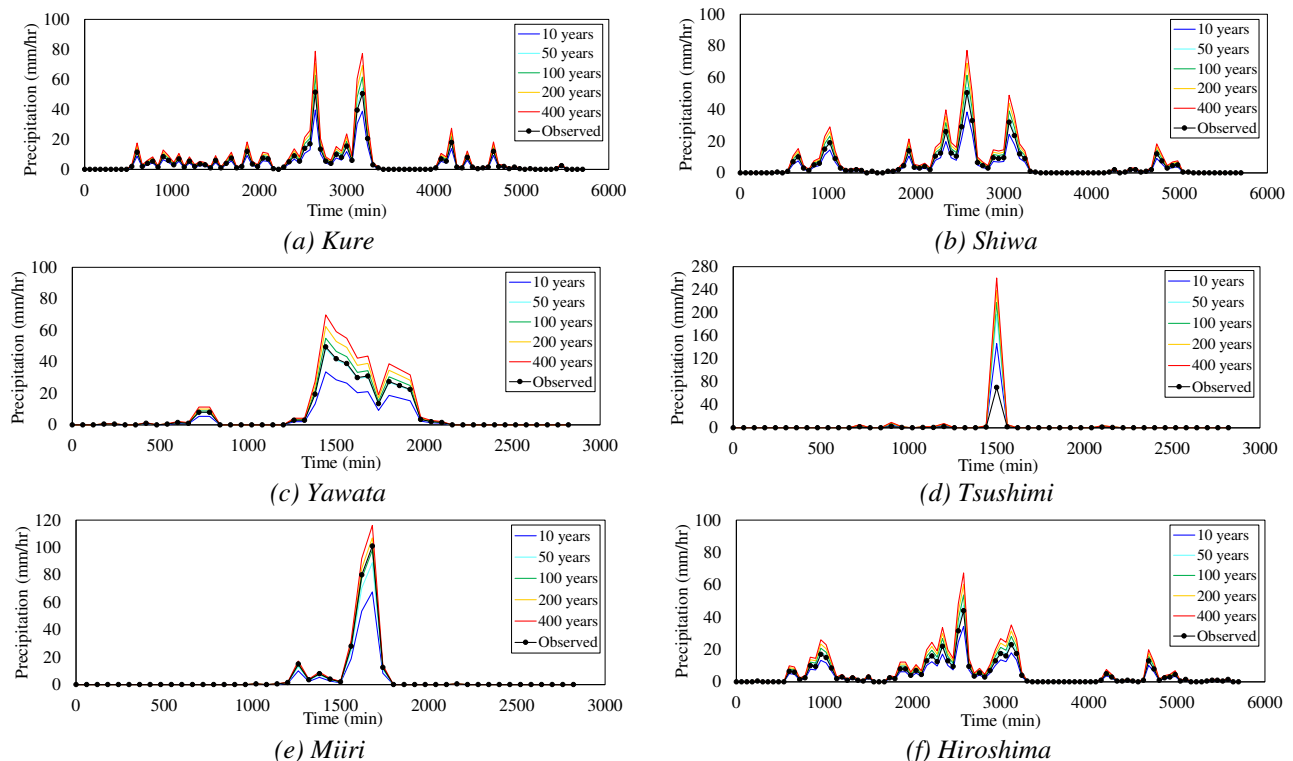 Precipitation (mm/hr)
100
80
60
40
20
0
0 1000 2000 3000 4000 5000 6000
Time (min)
10 years
50 years
100 years
200 years
400 years
Observed
(a) Kure
Precipitation (mm/hr)
100
80
60
40
20
0
0 1000 2000 3000 4000 5000 6000
Time (min)
10 years
50 years
100 years
200 years
400 years
Observed
(b) Shiwa
Precipitation (mm/hr)
100
80
60
40
20
0
0 500 1000 1500 2000 2500 3000
Time (min)
10 years
50 years
100 years
200 years
400 years
Observed
(c) Yawata
Precipitation (mm/hr)
280
240
200
160
120
80
40
0
0 500 1000 1500 2000 2500 3000
Time (min)
10 years
50 years
100 years
200 years
400 years
Observed
(d) Tsushimi
Precipitation (mm/hr)
120
100
80
60
40
20
0
0 500 1000 1500 2000 2500 3000
Time (min)
10 years
50 years
100 years
200 years
400 years
Observed
(e) Miiri
Precipitation (mm/hr)
100
80
60
40
20
0
0 1000 2000 3000 4000 5000 6000
Time (min)
10 years
50 years
100 years
200 years
400 years
Observed
(f) Hiroshima